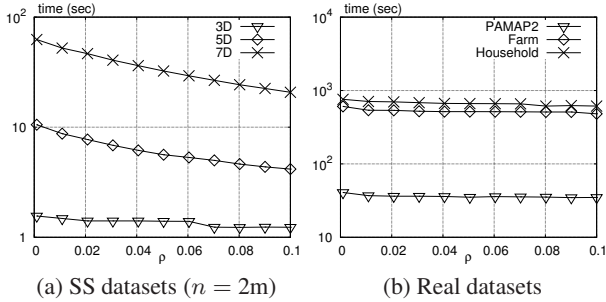 time (sec)
100
3D
5D
7D
10
1
0
0.02
0.04
0.06
0.08
0.1
ρ
(a) SS datasets (n = 2m)
time (sec)
10⁴
PAMAP2
Farm
Household
10³
10²
10
0
0.02
0.04
0.06
0.08
0.1
ρ
(b) Real datasets